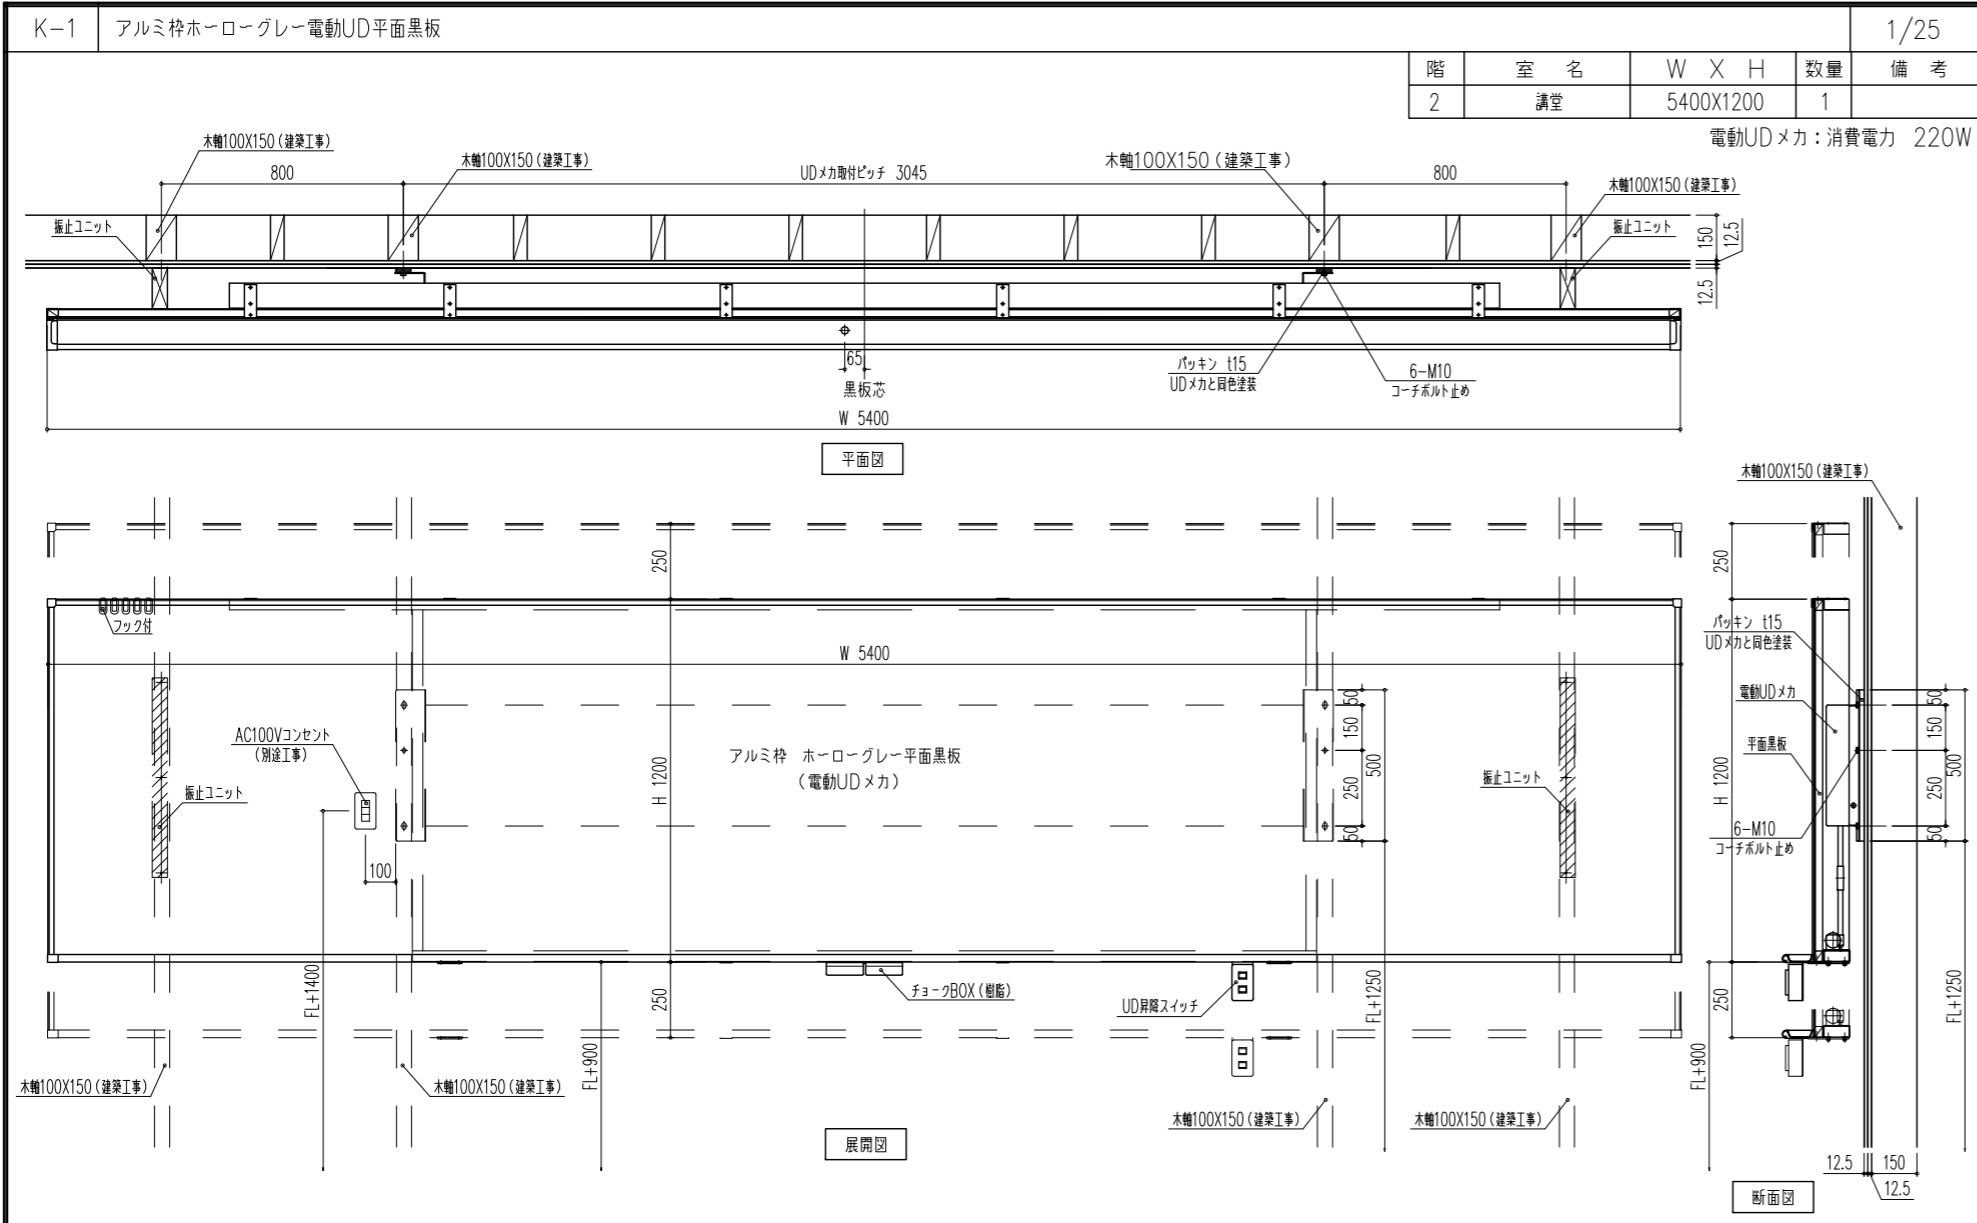 K-1 アルミ枠ホーローグレー電動UD平面黒板 1/25
階 室 名 W X H 数量 備 考
2 講堂 5400X1200 1
電動UDメカ：消費電力 220W
木軸100X150(建築工事)
木軸100X150(建築工事)
木軸100X150(建築工事)
木軸100X150(建築工事)
800
UDメカ取付ピッチ 3045
800
振止ユニット
振止ユニット
150
12.5
12.5
65
黒板芯
パッキン t15
UDメカと同色塗装
6-M10
コーチボルト止め
W 5400
平面図
木軸100X150(建築工事)
250
250
フック付
W 5400
パッキン t15
UDメカと同色塗装
電動UDメカ
平面黒板
6-M10
コーチボルト止め
AC100Vコンセント
(別途工事)
アルミ枠 ホーローグレー平面黒板
(電動UDメカ)
H 1200
50
150
250
50
500
H 1200
50
150
250
50
500
振止ユニット
振止ユニット
100
FL+1400
FL+900
250
チョークBOX(樹脂)
UD昇降スイッチ
FL+1250
250
FL+900
FL+1250
木軸100X150(建築工事)
木軸100X150(建築工事)
木軸100X150(建築工事)
木軸100X150(建築工事)
展開図
12.5
150
12.5
断面図